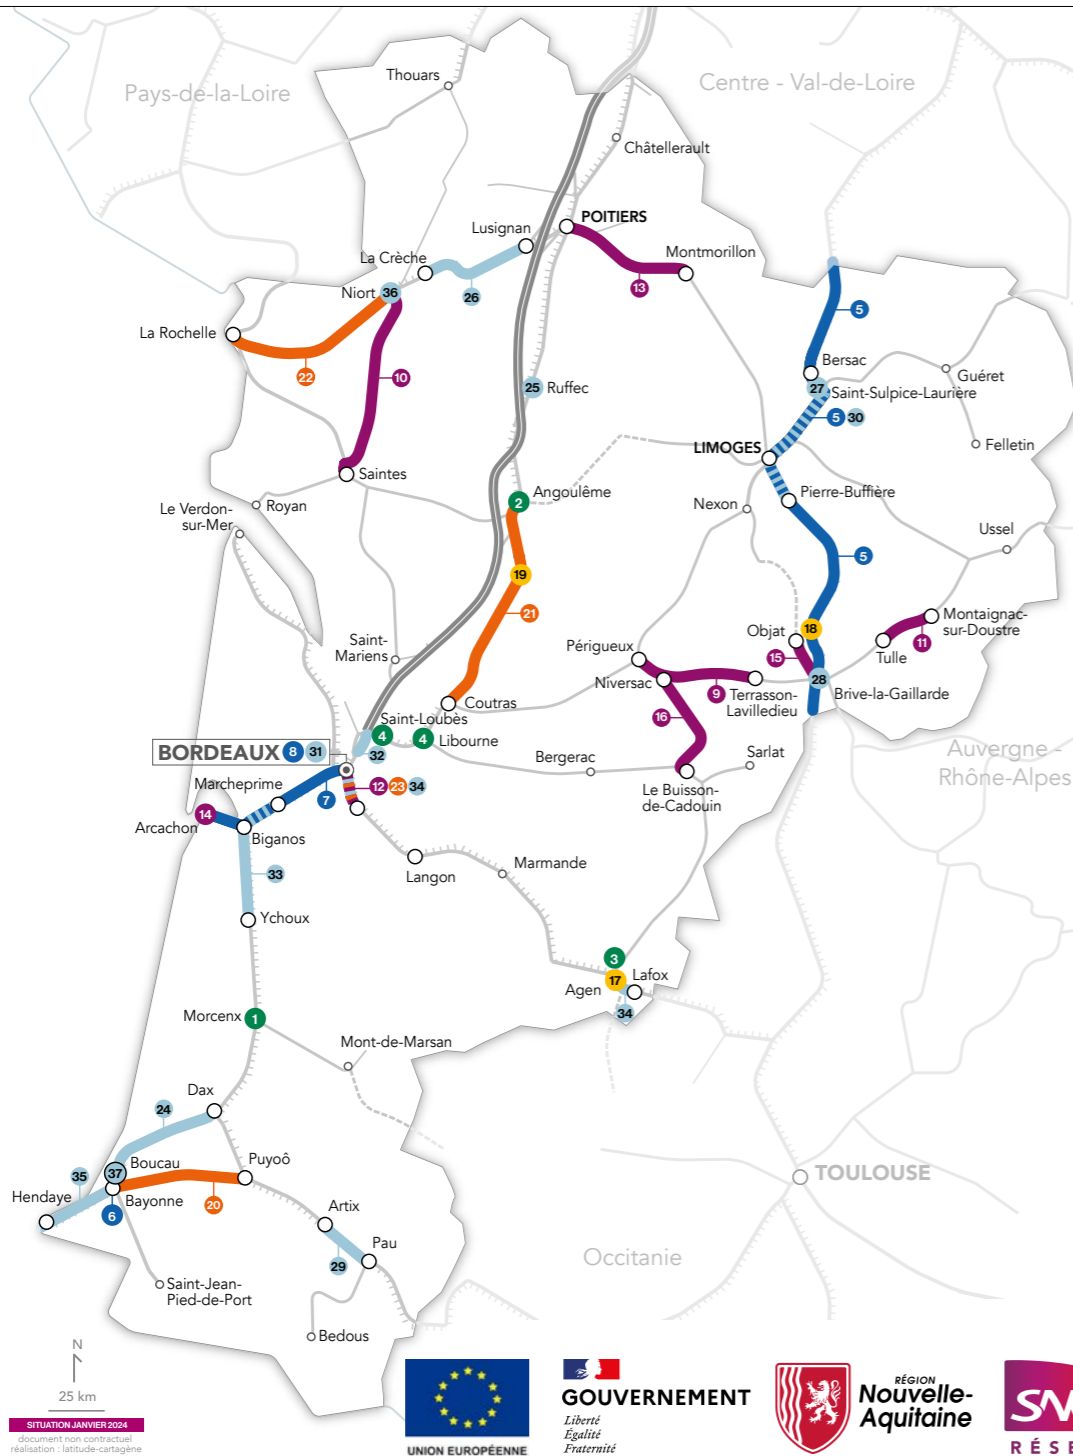 Pays-de-la-Loire
Centre - Val-de-Loire
Thouars
Châtellerault
Lusignan
POITIERS
La Crèche
Montmorillon
Niort 36
26
13
La Rochelle
5
22
10
Bersac
Guéret
25 Ruffec
27
Saint-Sulpice-Laurière
5 30
LIMOGES
Felletin
Saintes
Angoulême
2
Pierre-Buffière
Royan
Nexon
Le Verdon-
sur-Mer
Ussel
5
19
21
Objat
18
Montaignac-
sur-Doustre
Saint-
Mariens
Périgueux
15
11
Tulle
Niversac
9
Terrasson-
Lavilledieu
28
Brive-la-Gaillarde
Coutras
16
Saint-Loubès
4
4 Libourne
BORDEAUX 8 31
32
Bergerac
Sarlat
Auvergne -
Rhône-Alpes
Marcheprime
7
12 23 34
Le Buisson-
de-Cadouin
14
Arcachon
Biganos
Langon
Marmande
33
Ychoux
3
17
Lafox
Agen
34
Morcenx 1
Mont-de-Marsan
Dax
24
Boucau
37
Puyoô
35
TOULOUSE
Hendaye
Bayonne
6
20
Artix
Pau
29
Occitanie
Saint-Jean-
Pied-de-Port
Bedous
N
25 km
SITUATION JANVIER 2024
document non contractuel
réalisation : latitude-cartagène
UNION EUROPÉENNE
GOUVERNEMENT
Liberté
Égalité
Fraternité
RÉGION
Nouvelle-
Aquitaine